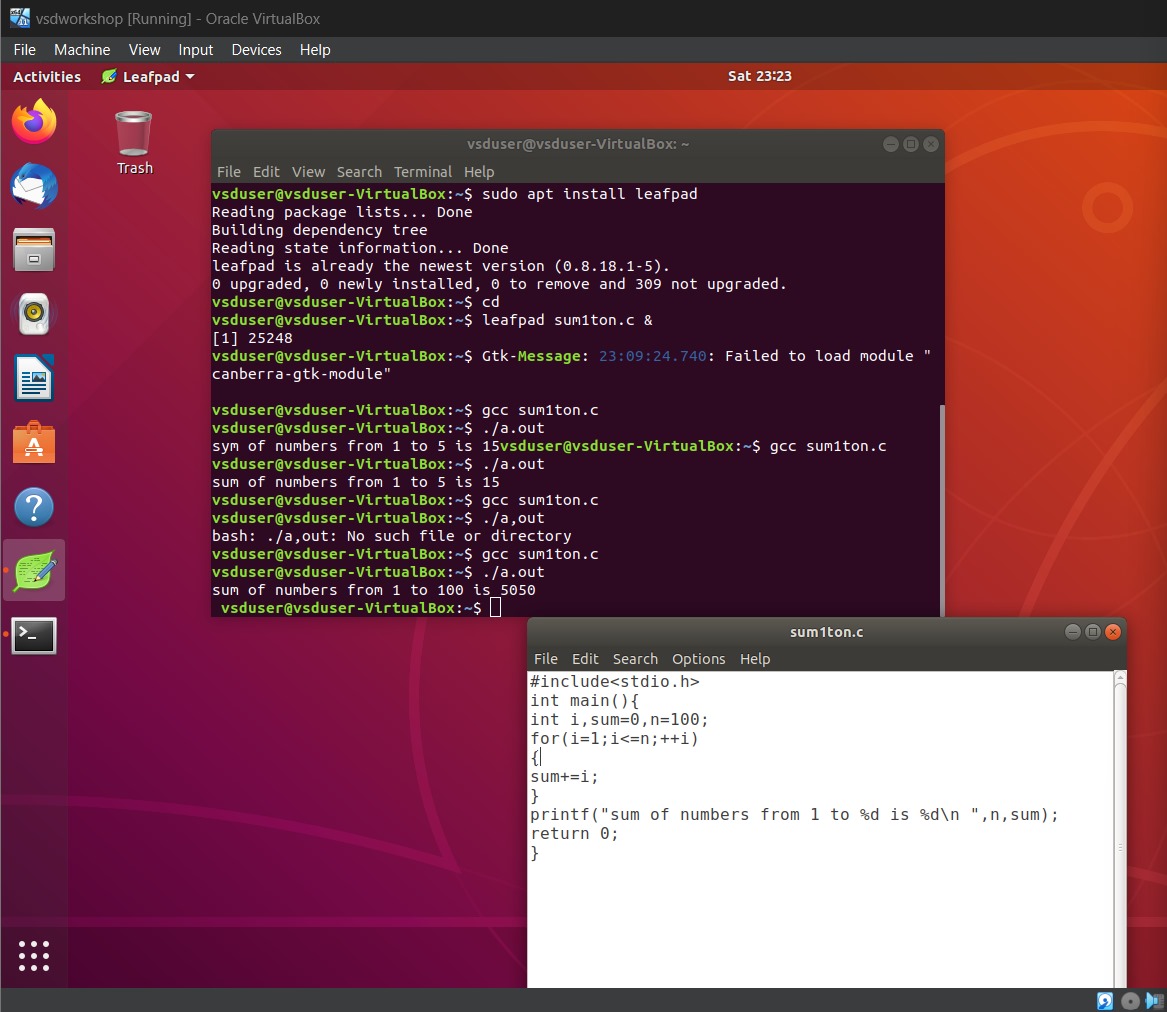 vsdworkshop [Running] - Oracle VirtualBox
File Machine View Input Devices Help
Activities Leafpad Sat 23:23
Trash
vsduser@vsduser-VirtualBox: ~
File Edit View Search Terminal Help
vsduser@vsduser-VirtualBox:~$ sudo apt install leafpad
Reading package lists... Done
Building dependency tree
Reading state information... Done
leafpad is already the newest version (0.8.18.1-5).
0 upgraded, 0 newly installed, 0 to remove and 309 not upgraded.
vsduser@vsduser-VirtualBox:~$ cd
vsduser@vsduser-VirtualBox:~$ leafpad sum1ton.c &
[1] 25248
vsduser@vsduser-VirtualBox:~$ Gtk-Message: 23:09:24.740: Failed to load module "
canberra-gtk-module"
vsduser@vsduser-VirtualBox:~$ gcc sum1ton.c
vsduser@vsduser-VirtualBox:~$ ./a.out
sym of numbers from 1 to 5 is 15vsduser@vsduser-VirtualBox:~$ gcc sum1ton.c
vsduser@vsduser-VirtualBox:~$ ./a.out
sum of numbers from 1 to 5 is 15
vsduser@vsduser-VirtualBox:~$ gcc sum1ton.c
vsduser@vsduser-VirtualBox:~$ ./a,out
bash: ./a,out: No such file or directory
vsduser@vsduser-VirtualBox:~$ gcc sum1ton.c
vsduser@vsduser-VirtualBox:~$ ./a.out
sum of numbers from 1 to 100 is 5050
vsduser@vsduser-VirtualBox:~$
sum1ton.c
File Edit Search Options Help
#include<stdio.h>
int main(){
int i,sum=0,n=100;
for(i=1;i<=n;++i)
{
sum+=i;
}
printf("sum of numbers from 1 to %d is %d\n ",n,sum);
return 0;
}